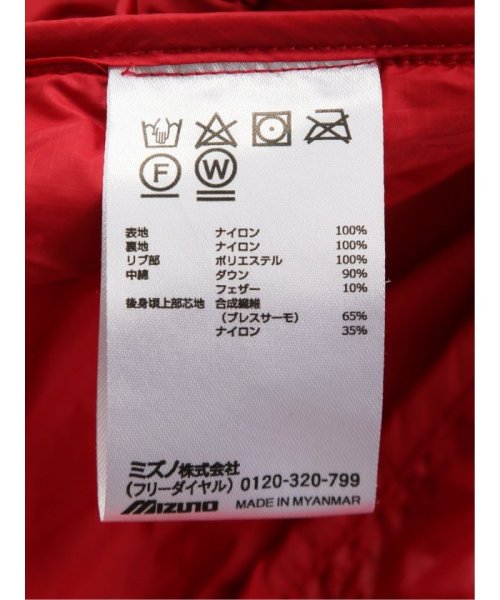 F W
表地 ナイロン 100%
裏地 ナイロン 100%
リブ部 ポリエステル 100%
中綿 ダウン 90%
フェザー 10%
後身頃上部芯地 合成繊維
(ブレスサーモ) 65%
ナイロン 35%
ミズノ株式会社
(フリーダイヤル) 0120-320-799
MIZUNO MADE IN MYANMAR